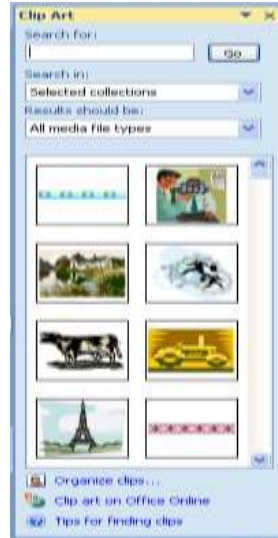 Clip Art
Search for:
Go
Search in:
Selected collections
Results should be:
All media file types
Organize clips...
Clip art on Office Online
Tips for finding clips